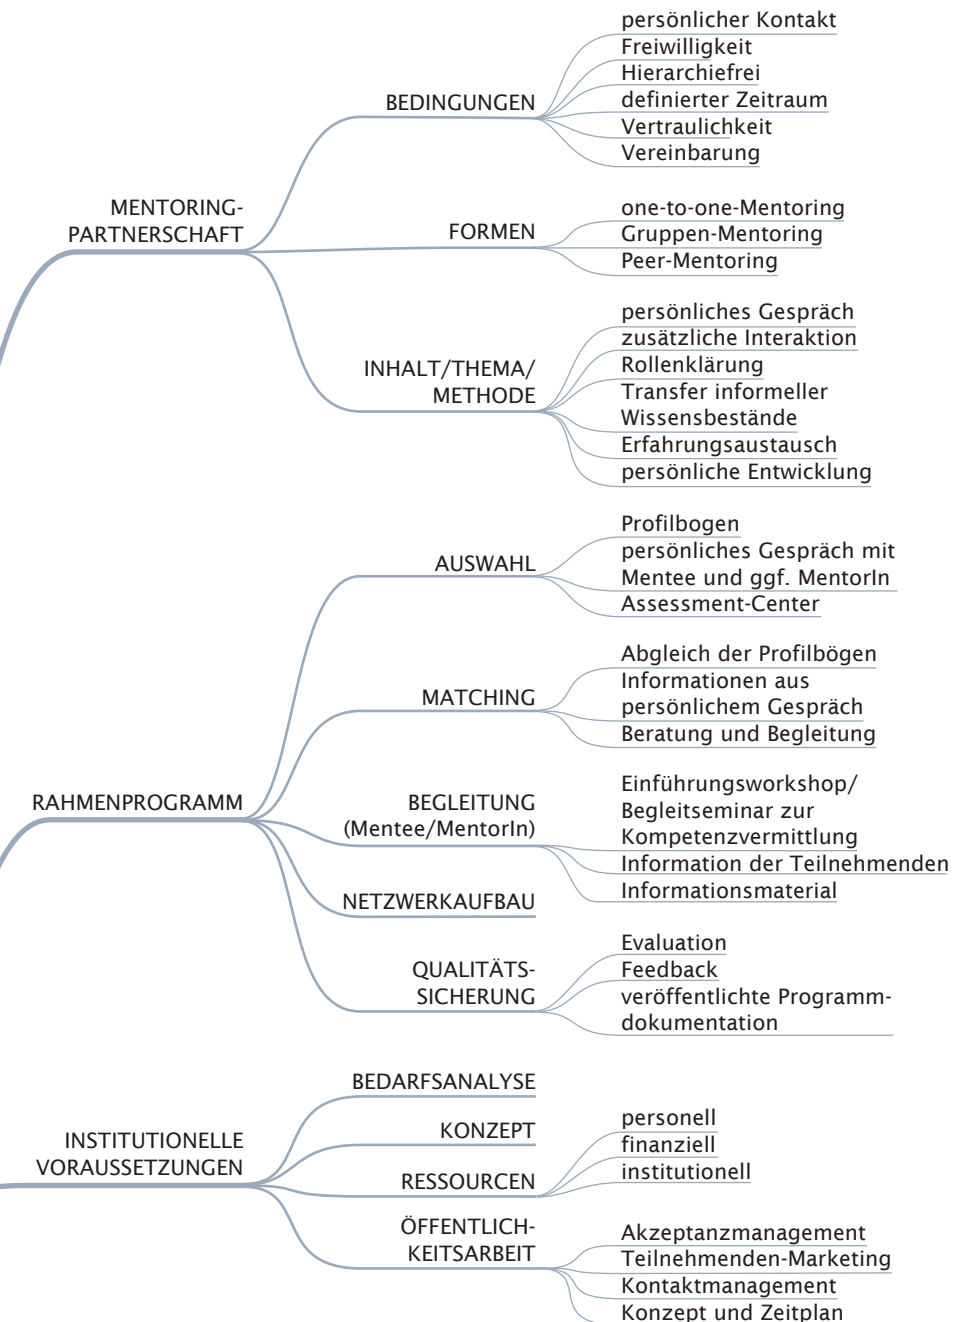 MENTORING-
PARTNERSCHAFT
BEDINGUNGEN
persönlicher Kontakt
Freiwilligkeit
Hierarchiefrei
definierter Zeitraum
Vertraulichkeit
Vereinbarung
FORMEN
one-to-one-Mentoring
Gruppen-Mentoring
Peer-Mentoring
INHALT/THEMA/
METHODE
persönliches Gespräch
zusätzliche Interaktion
Rollenklärung
Transfer informeller
Wissensbestände
Erfahrungsaustausch
persönliche Entwicklung
RAHMENPROGRAMM
AUSWAHL
Profilbogen
persönliches Gespräch mit
Mentee und ggf. MentorIn
Assessment-Center
MATCHING
Abgleich der Profilbögen
Informationen aus
persönlichem Gespräch
Beratung und Begleitung
BEGLEITUNG
(Mentee/MentorIn)
Einführungsworkshop/
Begleitseminar zur
Kompetenzvermittlung
Information der Teilnehmenden
Informationsmaterial
NETZWERKAUFBAU
QUALITÄTS-
SICHERUNG
Evaluation
Feedback
veröffentlichte Programm-
dokumentation
INSTITUTIONELLE
VORAUSSETZUNGEN
BEDARFSANALYSE
KONZEPT
RESSOURCEN
personell
finanziell
institutionell
ÖFFENTLICH-
KEITSARBEIT
Akzeptanzmanagement
Teilnehmenden-Marketing
Kontaktmanagement
Konzept und Zeitplan